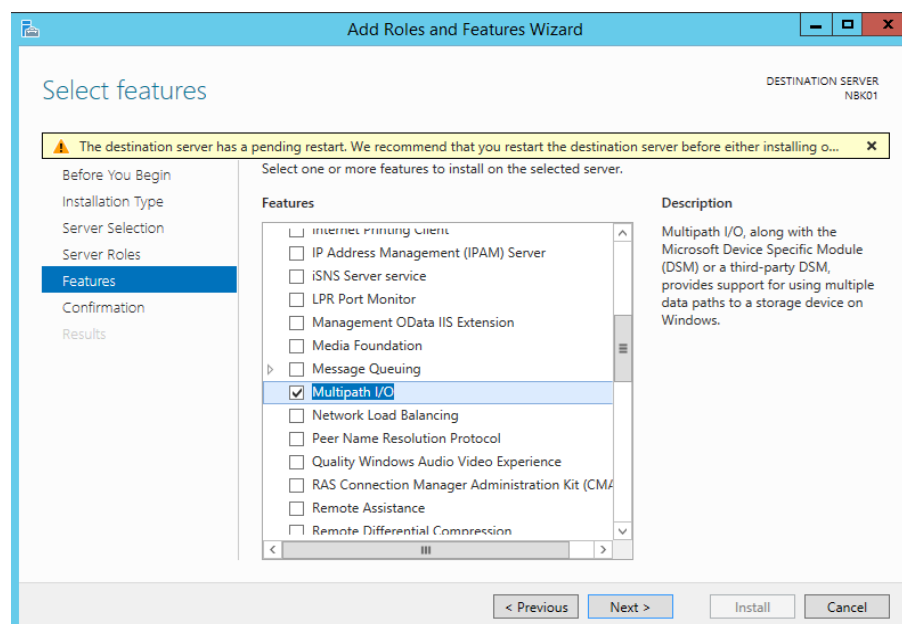 Add Roles and Features Wizard
Select features
DESTINATION SERVER
NBK01
The destination server has a pending restart. We recommend that you restart the destination server before either installing o...
Before You Begin
Installation Type
Server Selection
Server Roles
Features
Confirmation
Results
Select one or more features to install on the selected server.
Features
Internet Printing Client
IP Address Management (IPAM) Server
iSNS Server service
LPR Port Monitor
Management OData IIS Extension
Media Foundation
Message Queuing
Multipath I/O
Network Load Balancing
Peer Name Resolution Protocol
Quality Windows Audio Video Experience
RAS Connection Manager Administration Kit (CMA
Remote Assistance
Remote Differential Compression
Description
Multipath I/O, along with the
Microsoft Device Specific Module
(DSM) or a third-party DSM,
provides support for using multiple
data paths to a storage device on
Windows.
< Previous
Next >
Install
Cancel